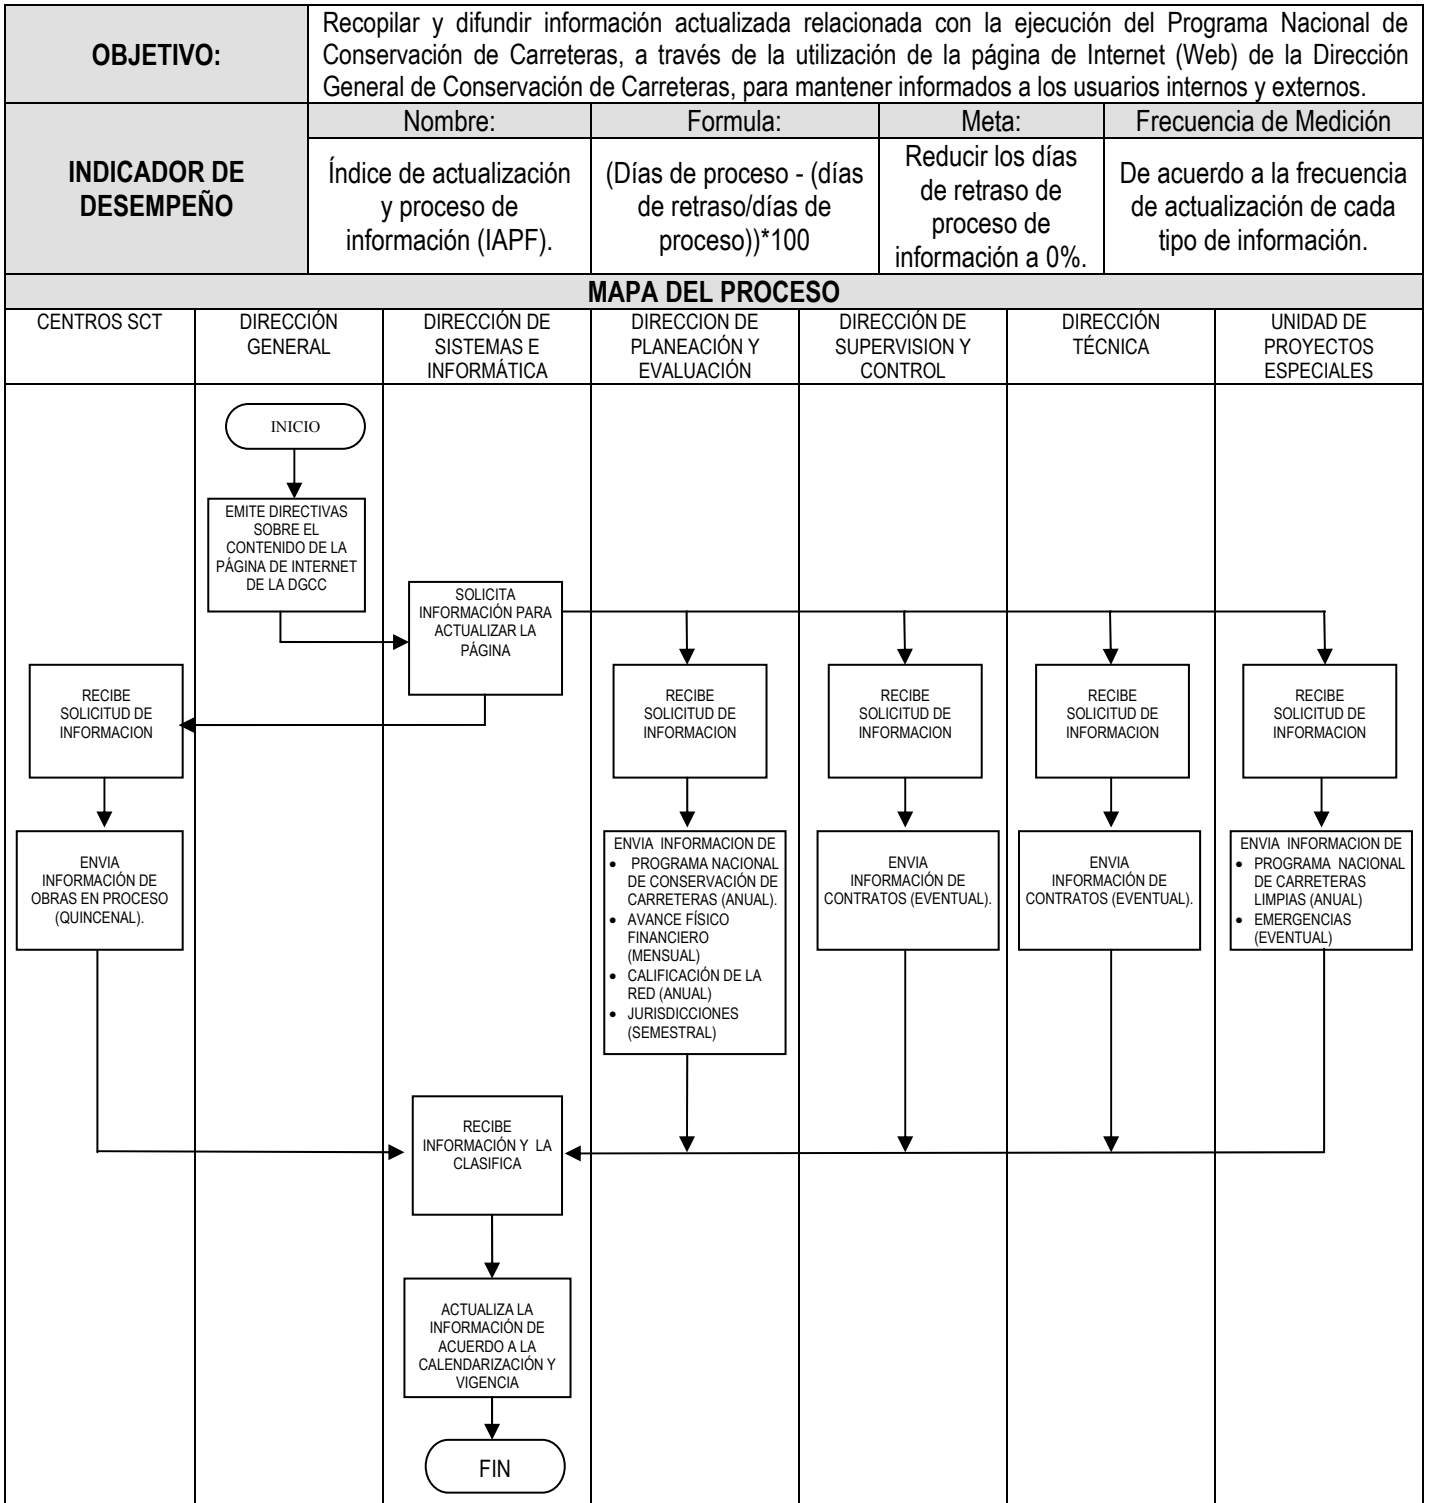 OBJETIVO:
Recopilar y difundir información actualizada relacionada con la ejecución del Programa Nacional de
Conservación de Carreteras, a través de la utilización de la página de Internet (Web) de la Dirección
General de Conservación de Carreteras, para mantener informados a los usuarios internos y externos.
INDICADOR DE
DESEMPEÑO
Nombre:
Índice de actualización
y proceso de
información (IAPF).
Formula:
(Días de proceso - (días
de retraso/días de
proceso))*100
Meta:
Reducir los días
de retraso de
proceso de
información a 0%.
Frecuencia de Medición
De acuerdo a la frecuencia
de actualización de cada
tipo de información.
MAPA DEL PROCESO
CENTROS SCT
DIRECCIÓN
GENERAL
DIRECCIÓN DE
SISTEMAS E
INFORMÁTICA
DIRECCION DE
PLANEACIÓN Y
EVALUACIÓN
DIRECCIÓN DE
SUPERVISION Y
CONTROL
DIRECCIÓN
TÉCNICA
UNIDAD DE
PROYECTOS
ESPECIALES
INICIO
EMITE DIRECTIVAS
SOBRE EL
CONTENIDO DE LA
PÁGINA DE INTERNET
DE LA DGCC
SOLICITA
INFORMACIÓN PARA
ACTUALIZAR LA
PÁGINA
RECIBE
SOLICITUD DE
INFORMACION
RECIBE
SOLICITUD DE
INFORMACION
RECIBE
SOLICITUD DE
INFORMACION
RECIBE
SOLICITUD DE
INFORMACION
RECIBE
SOLICITUD DE
INFORMACION
ENVIA
INFORMACIÓN DE
OBRAS EN PROCESO
(QUINCENAL).
ENVIA INFORMACION DE
• PROGRAMA NACIONAL
DE CONSERVACIÓN DE
CARRETERAS (ANUAL).
• AVANCE FÍSICO
FINANCIERO
(MENSUAL)
• CALIFICACIÓN DE LA
RED (ANUAL)
• JURISDICCIONES
(SEMESTRAL)
ENVIA
INFORMACIÓN DE
CONTRATOS (EVENTUAL).
ENVIA
INFORMACIÓN DE
CONTRATOS (EVENTUAL).
ENVIA INFORMACION DE
• PROGRAMA NACIONAL
DE CARRETERAS
LIMPIAS (ANUAL)
• EMERGENCIAS
(EVENTUAL)
RECIBE
INFORMACIÓN Y LA
CLASIFICA
ACTUALIZA LA
INFORMACIÓN DE
ACUERDO A LA
CALENDARIZACIÓN Y
VIGENCIA
FIN